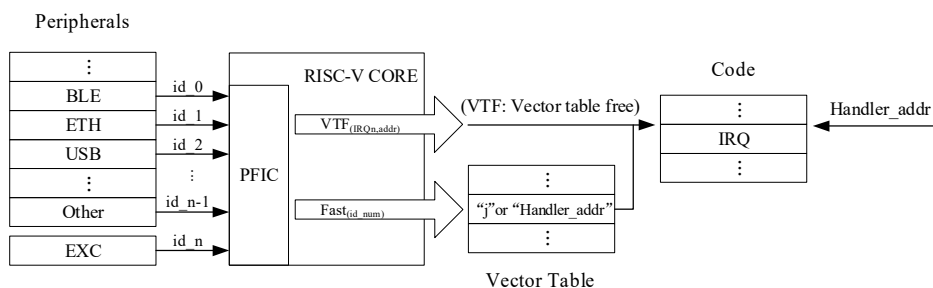 Peripherals
⋮
BLE
ETH
USB
⋮
Other
EXC
id_0
id_1
id_2
⋮
id_n-1
id_n
RISC-V CORE
PFIC
VTF(IRQn,addr)
Fast(id_num)
(VTF: Vector table free)
⋮
“j”or “Handler_addr”
⋮
Vector Table
Code
⋮
IRQ
⋮
Handler_addr